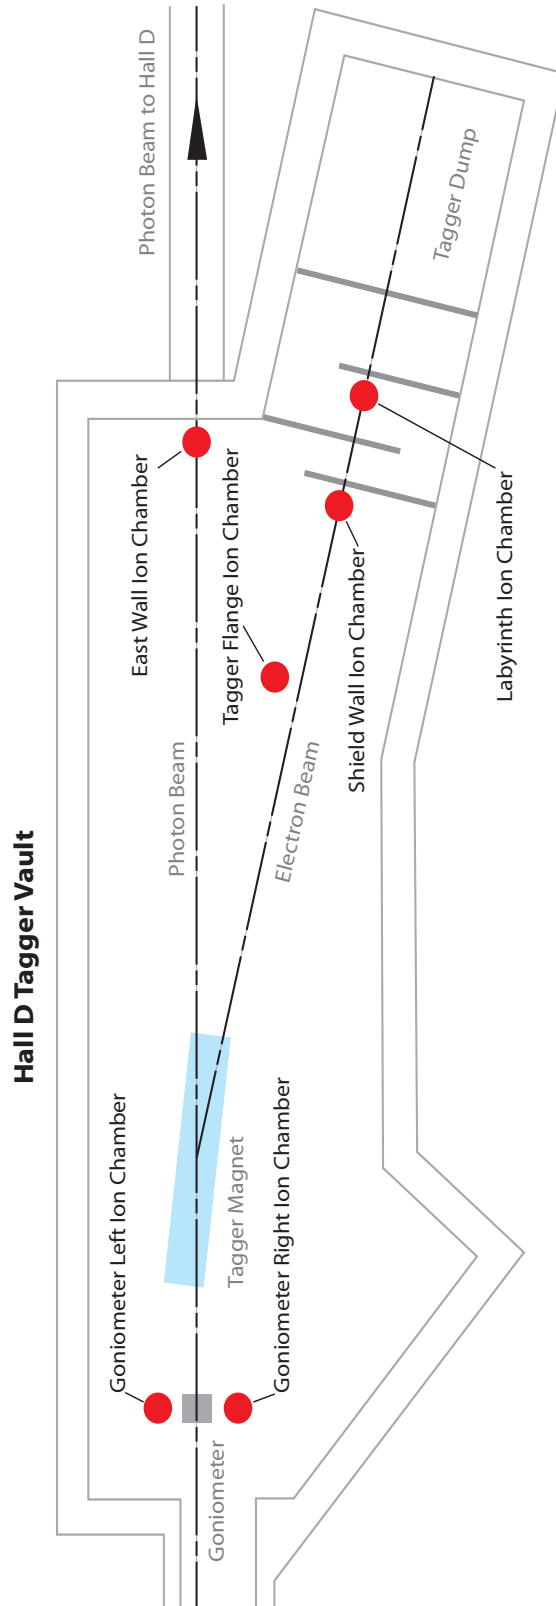 Hall D Tagger Vault
Goniometer Left Ion Chamber
East Wall Ion Chamber
Photon Beam to Hall D
Photon Beam
Goniometer
Tagger Magnet
Tagger Flange Ion Chamber
Goniometer Right Ion Chamber
Electron Beam
Shield Wall Ion Chamber
Tagger Dump
Labyrinth Ion Chamber